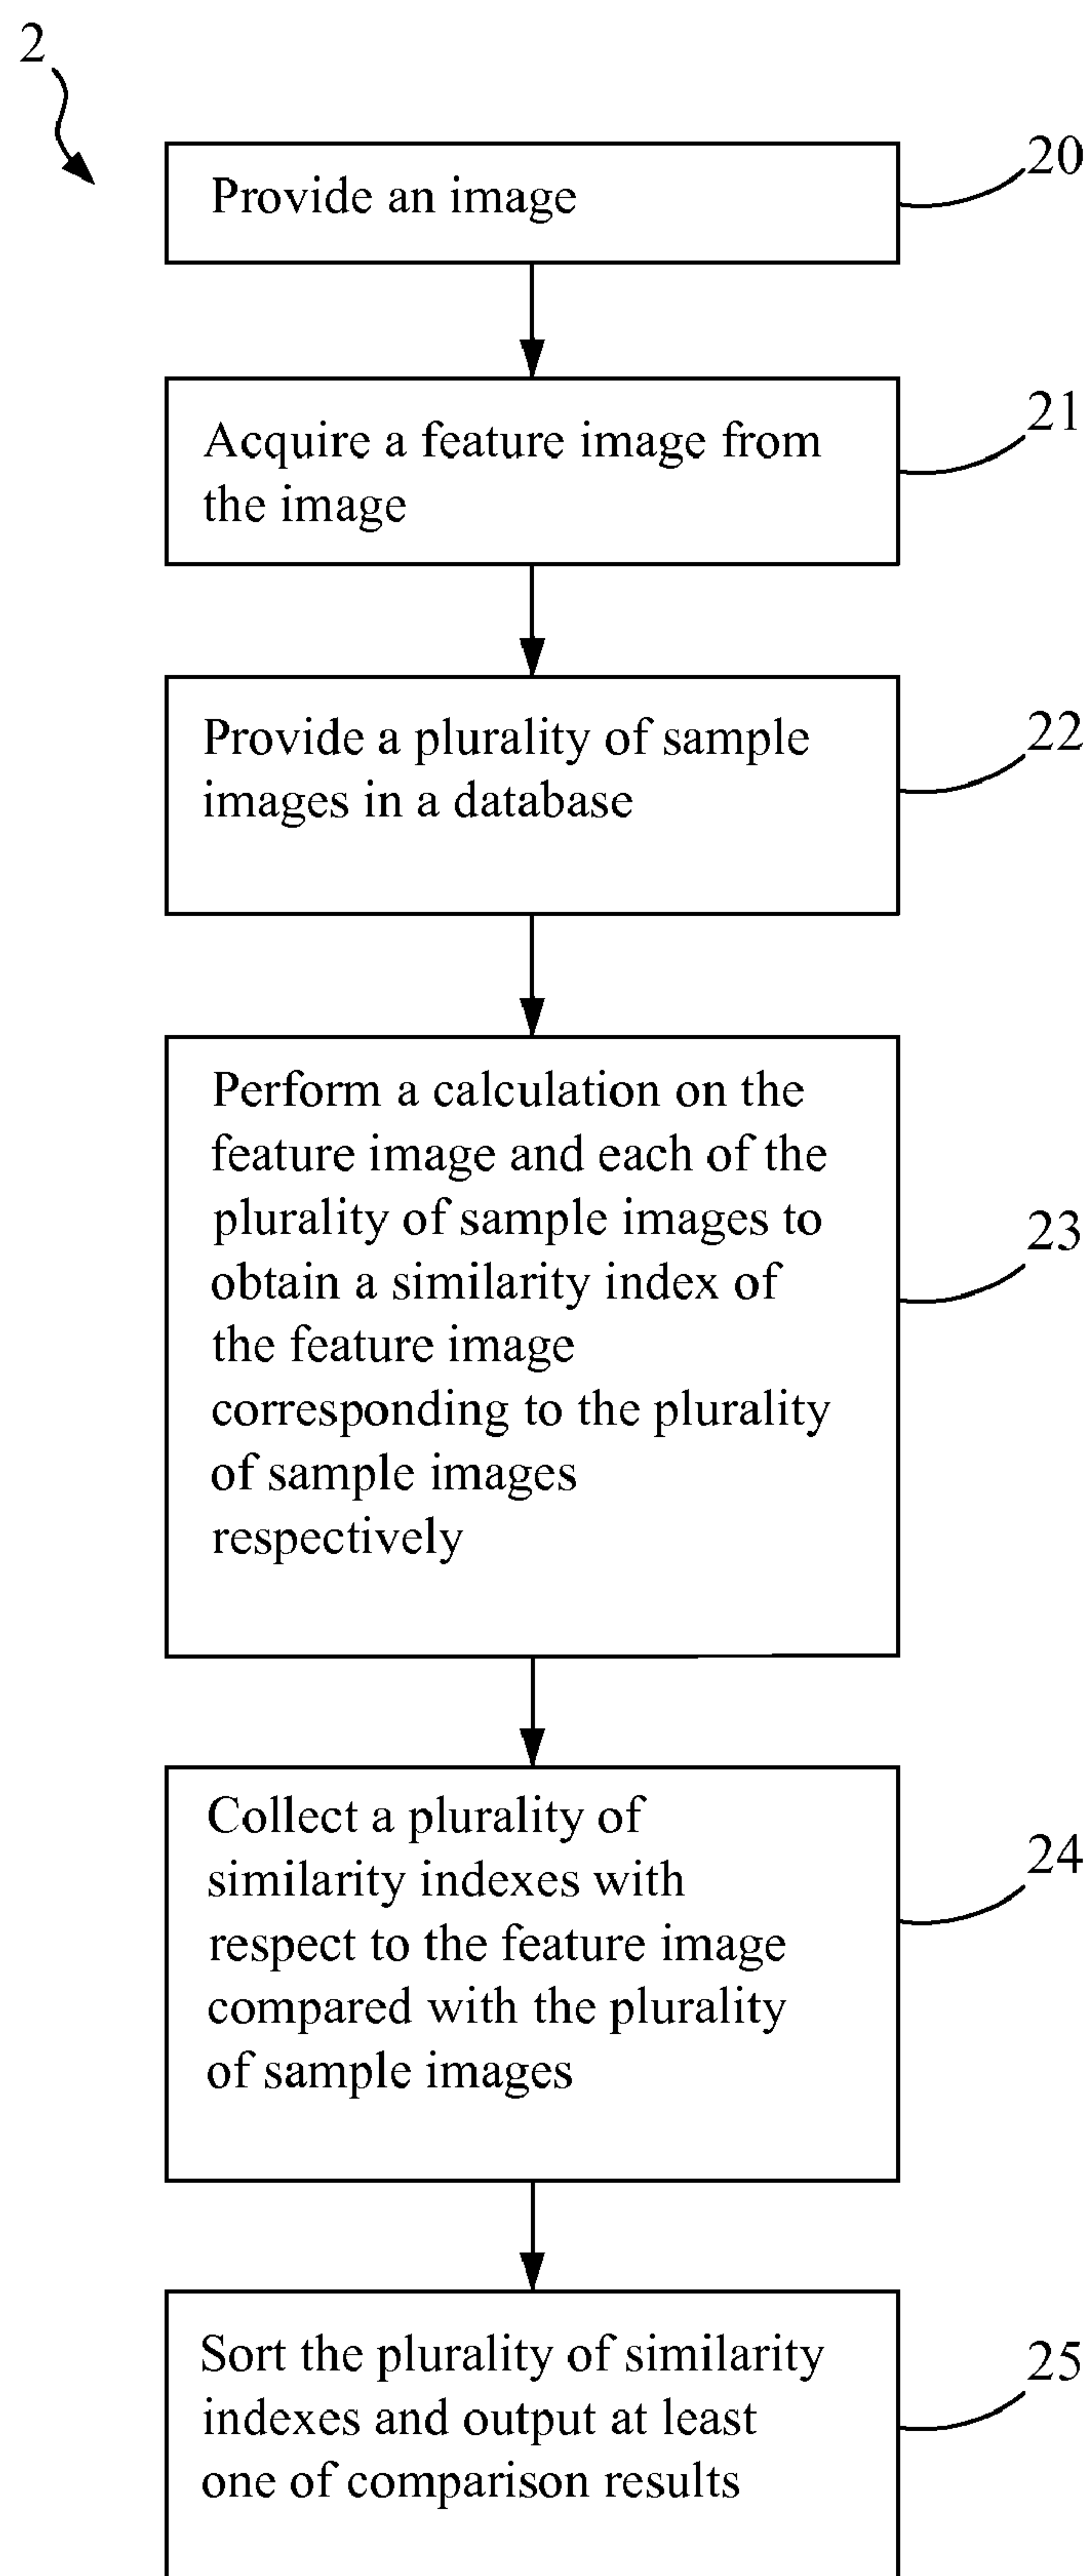 2
Provide an image
20
Acquire a feature image from
the image
21
Provide a plurality of sample
images in a database
22
Perform a calculation on the
feature image and each of the
plurality of sample images to
obtain a similarity index of
the feature image
corresponding to the plurality
of sample images
respectively
23
Collect a plurality of
similarity indexes with
respect to the feature image
compared with the plurality
of sample images
24
Sort the plurality of similarity
indexes and output at least
one of comparison results
25